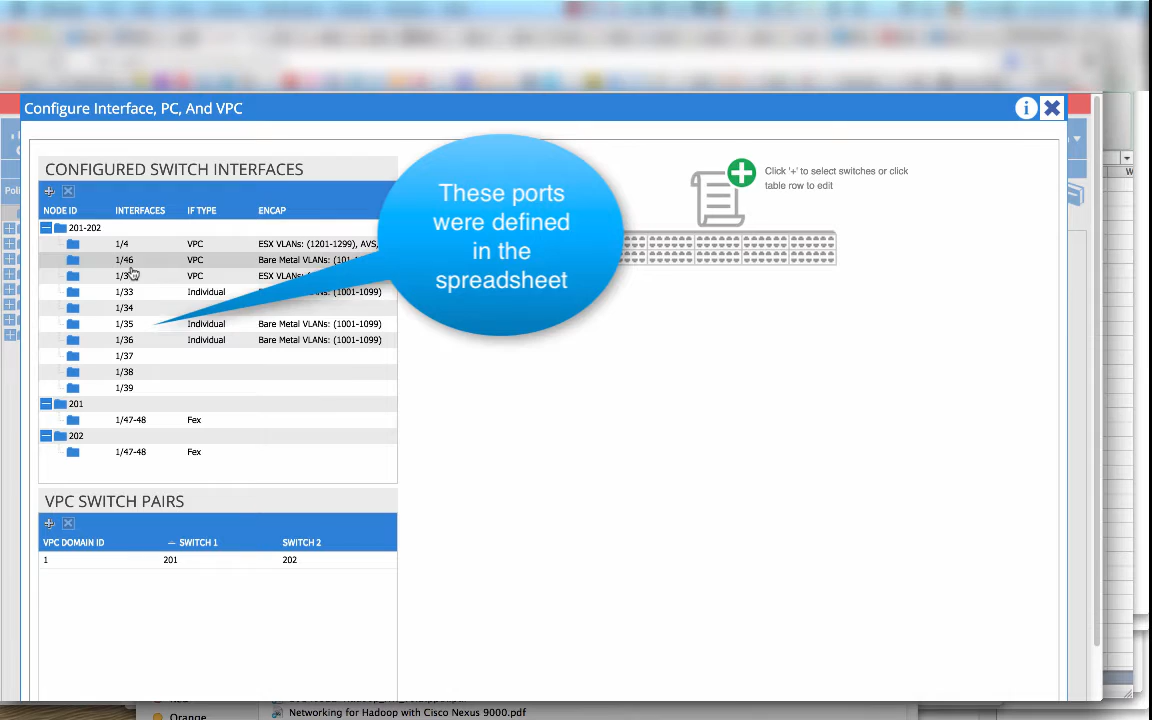 Configure Interface, PC, And VPC
CONFIGURED SWITCH INTERFACES
NODE ID INTERFACES IF TYPE ENCAP
201-202
1/4 VPC ESX VLANs: (1201-1299), AVS,
1/46 VPC Bare Metal VLANs: (101
VPC ESX
1/33 Individual Bare Metal VLANs: (1001-1099)
1/34
1/35 Individual Bare Metal VLANs: (1001-1099)
1/36 Individual Bare Metal VLANs: (1001-1099)
1/37
1/38
1/39
201
1/47-48 Fex
202
1/47-48 Fex
VPC SWITCH PAIRS
VPC DOMAIN ID SWITCH 1 SWITCH 2
1 201 202
These ports
were defined
in the
spreadsheet
Click '+' to select switches or click
table row to edit
Orange
Networking for Hadoop with Cisco Nexus 9000.pdf